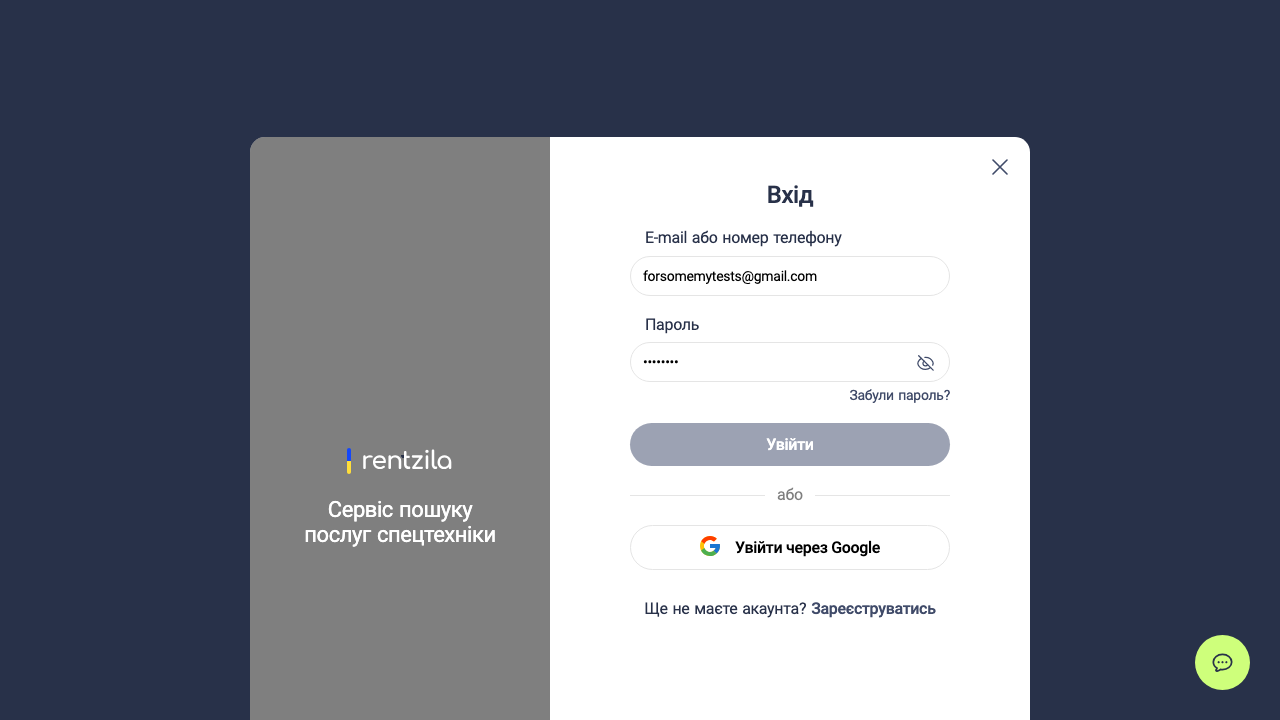 rentzila
Сервіс пошуку
послуг спецтехніки
Вхід
E-mail або номер телефону
forsomemytests@gmail.com
Пароль
••••••••
Забули пароль?
Увійти
або
Увійти через Google
Ще не маєте акаунта? Зареєструватись